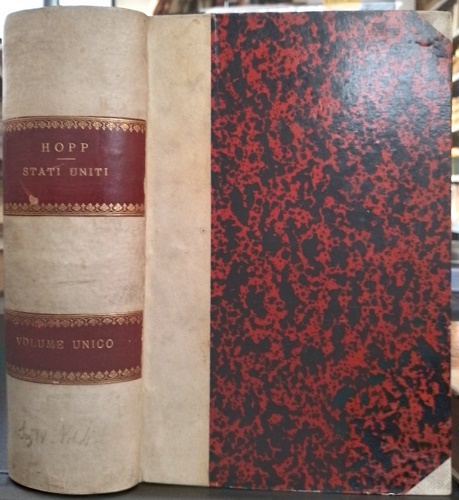 HOPP
STATI UNITI
VOLUME UNICO